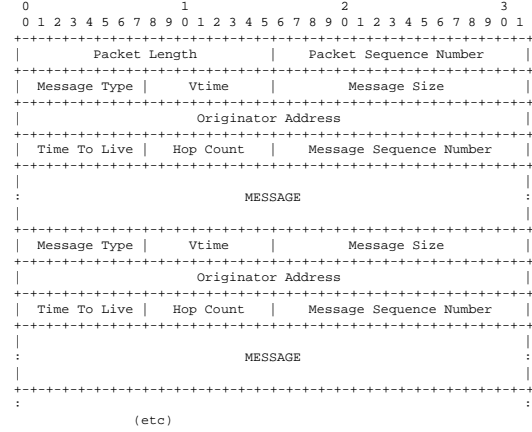 0                   1                   2                   3
 0 1 2 3 4 5 6 7 8 9 0 1 2 3 4 5 6 7 8 9 0 1 2 3 4 5 6 7 8 9 0 1
+-+-+-+-+-+-+-+-+-+-+-+-+-+-+-+-+-+-+-+-+-+-+-+-+-+-+-+-+-+-+-+-+
|         Packet Length         |    Packet Sequence Number     |
+-+-+-+-+-+-+-+-+-+-+-+-+-+-+-+-+-+-+-+-+-+-+-+-+-+-+-+-+-+-+-+-+
|  Message Type |     Vtime     |         Message Size          |
+-+-+-+-+-+-+-+-+-+-+-+-+-+-+-+-+-+-+-+-+-+-+-+-+-+-+-+-+-+-+-+-+
|                      Originator Address                       |
+-+-+-+-+-+-+-+-+-+-+-+-+-+-+-+-+-+-+-+-+-+-+-+-+-+-+-+-+-+-+-+-+
|  Time To Live |   Hop Count   |    Message Sequence Number    |
+-+-+-+-+-+-+-+-+-+-+-+-+-+-+-+-+-+-+-+-+-+-+-+-+-+-+-+-+-+-+-+-+
|                                                               |
:                            MESSAGE                            :
|                                                               |
+-+-+-+-+-+-+-+-+-+-+-+-+-+-+-+-+-+-+-+-+-+-+-+-+-+-+-+-+-+-+-+-+
|  Message Type |     Vtime     |         Message Size          |
+-+-+-+-+-+-+-+-+-+-+-+-+-+-+-+-+-+-+-+-+-+-+-+-+-+-+-+-+-+-+-+-+
|                      Originator Address                       |
+-+-+-+-+-+-+-+-+-+-+-+-+-+-+-+-+-+-+-+-+-+-+-+-+-+-+-+-+-+-+-+-+
|  Time To Live |   Hop Count   |    Message Sequence Number    |
+-+-+-+-+-+-+-+-+-+-+-+-+-+-+-+-+-+-+-+-+-+-+-+-+-+-+-+-+-+-+-+-+
|                                                               |
:                            MESSAGE                            :
|                                                               |
+-+-+-+-+-+-+-+-+-+-+-+-+-+-+-+-+-+-+-+-+-+-+-+-+-+-+-+-+-+-+-+-+
:                                                               :
               (etc)